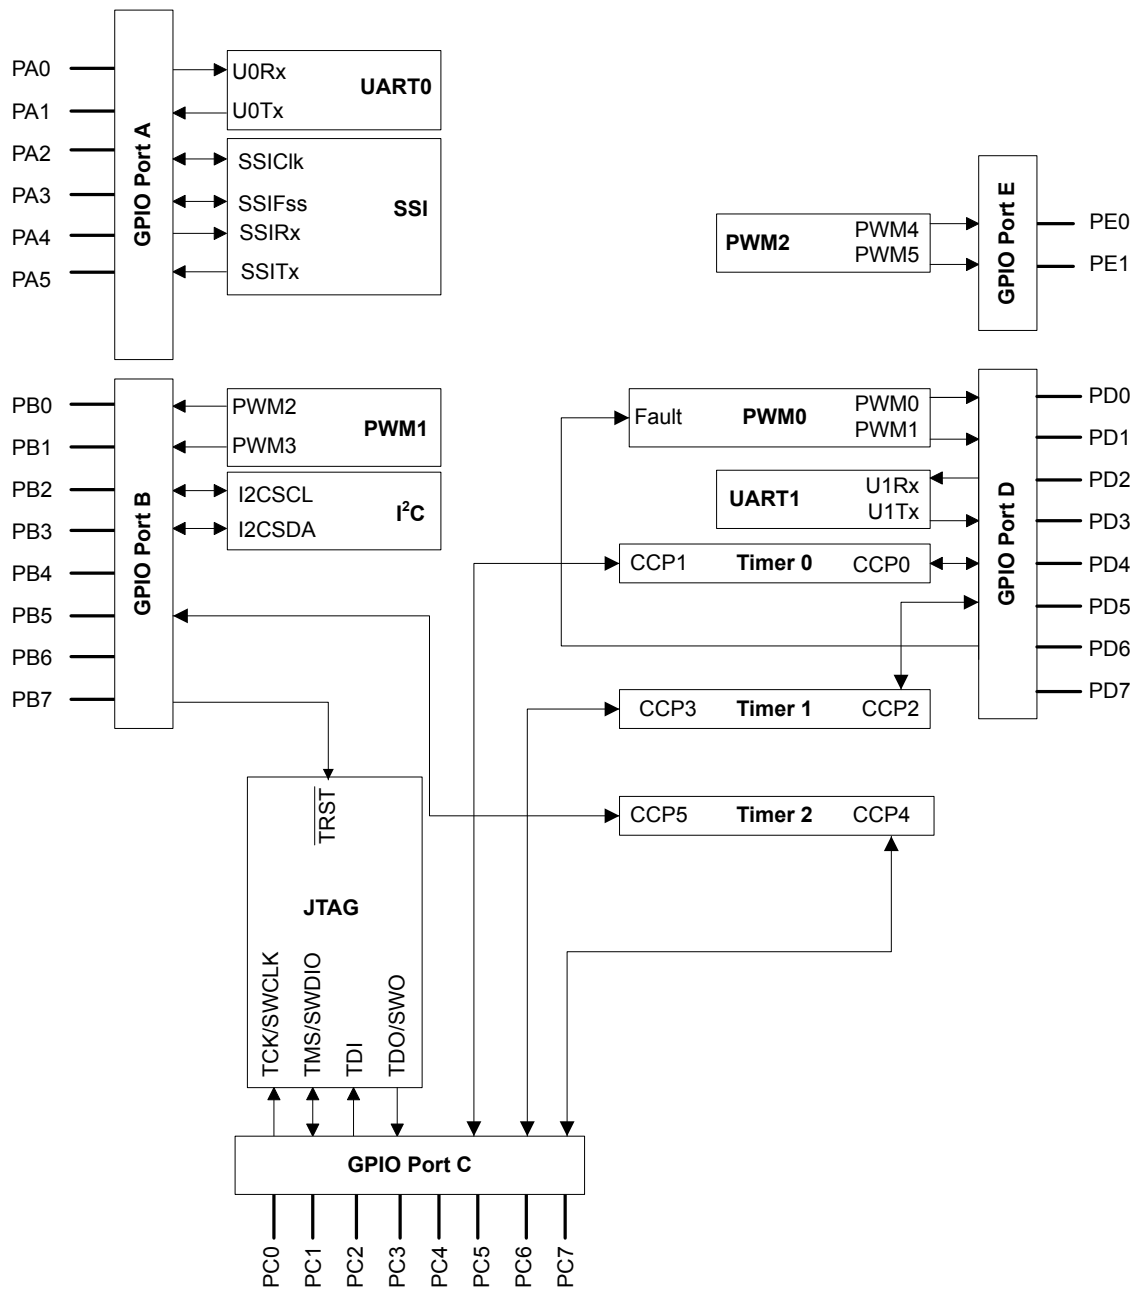 PA0
PA1
PA2
PA3
PA4
PA5
GPIO Port A
U0Rx
U0Tx
UART0
SSIClk
SSIFss
SSIRx
SSITx
SSI
PWM2
PWM4
PWM5
GPIO Port E
PE0
PE1
PB0
PB1
PB2
PB3
PB4
PB5
PB6
PB7
GPIO Port B
PWM2
PWM3
PWM1
I2CSCL
I2CSDA
I²C
Fault
PWM0
PWM0
PWM1
UART1
U1Rx
U1Tx
CCP1
Timer 0
CCP0
CCP3
Timer 1
CCP2
CCP5
Timer 2
CCP4
GPIO Port D
PD0
PD1
PD2
PD3
PD4
PD5
PD6
PD7
TRST
JTAG
TCK/SWCLK
TMS/SWDIO
TDI
TDO/SWO
GPIO Port C
PC0
PC1
PC2
PC3
PC4
PC5
PC6
PC7